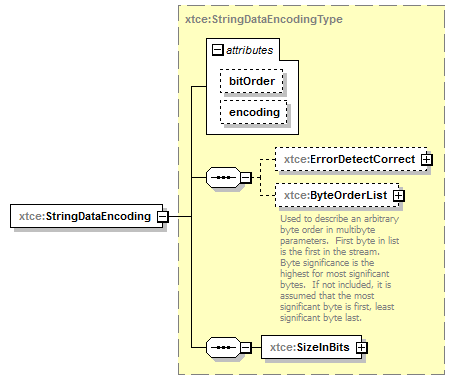 xtce:StringDataEncodingType
attributes
bitOrder
encoding
xtce:ErrorDetectCorrect
xtce:ByteOrderList
Used to describe an arbitrary
byte order in multibyte
parameters. First byte in list
is the first in the stream.
Byte significance is the
highest for most significant
bytes. If not included, it is
assumed that the most
significant byte is first, least
significant byte last.
xtce:StringDataEncoding
xtce:SizeInBits